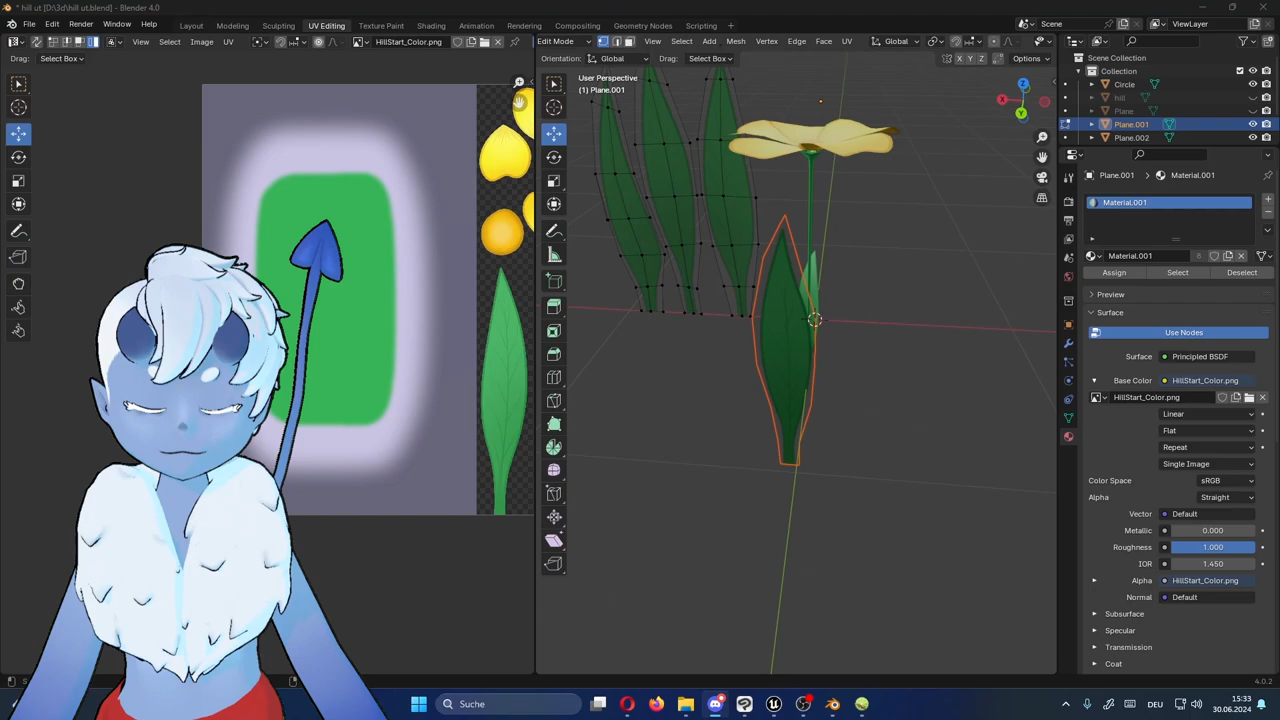 * hill ut [D:\3d\hill ut.blend] - Blender 4.0
File Edit Render Window Help Layout Modeling Sculpting UV Editing Texture Paint Shading Animation Rendering Compositing Geometry Nodes Scripting + Scene ViewLayer
View Select Image UV HillStart_Color.png
Edit Mode View Select Add Mesh Vertex Edge Face UV Global
Drag: Select Box
Orientation: Global Drag: Select Box X Y Z Options
User Perspective
(1) Plane.001
Z
X
Y
Scene Collection
Collection
Circle
hill
Plane
Plane.001
Plane.002
Plane.001 Material.001
Material.001
Material.001 8
Assign Select Deselect
Preview
Surface
Use Nodes
Surface Principled BSDF
Base Color HillStart_Color.png
HillStart_Color.png
Linear
Flat
Repeat
Single Image
Color Space sRGB
Alpha Straight
Vector Default
Metallic 0.000
Roughness 1.000
IOR 1.450
Alpha HillStart_Color.png
Normal Default
Subsurface
Specular
Transmission
Coat
4.0.2
Suche
DEU
15:33
30.06.2024